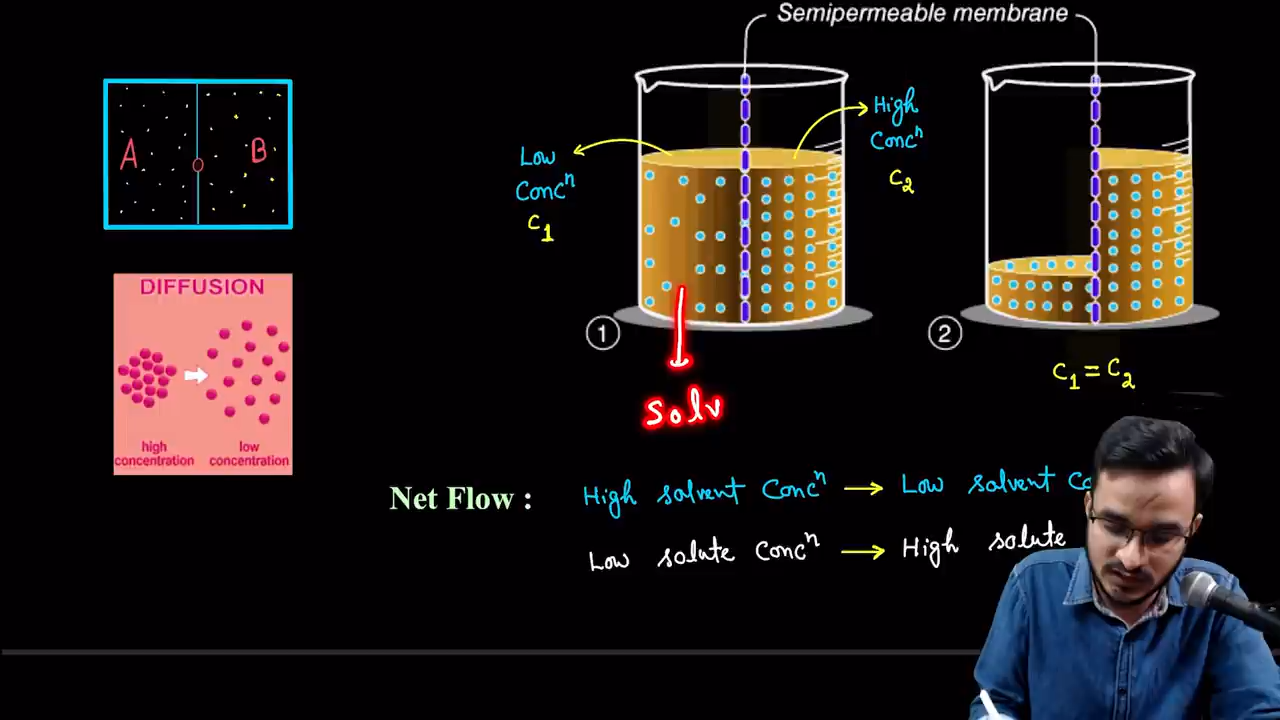 Semipermeable membrane
A
B
Low
Concⁿ
C₁
High
Concⁿ
C₂
DIFFUSION
high
concentration
low
concentration
1
2
C₁ = C₂
Solv
Net Flow :
High solvent Concⁿ → Low solvent
Low solute Concⁿ → High solute